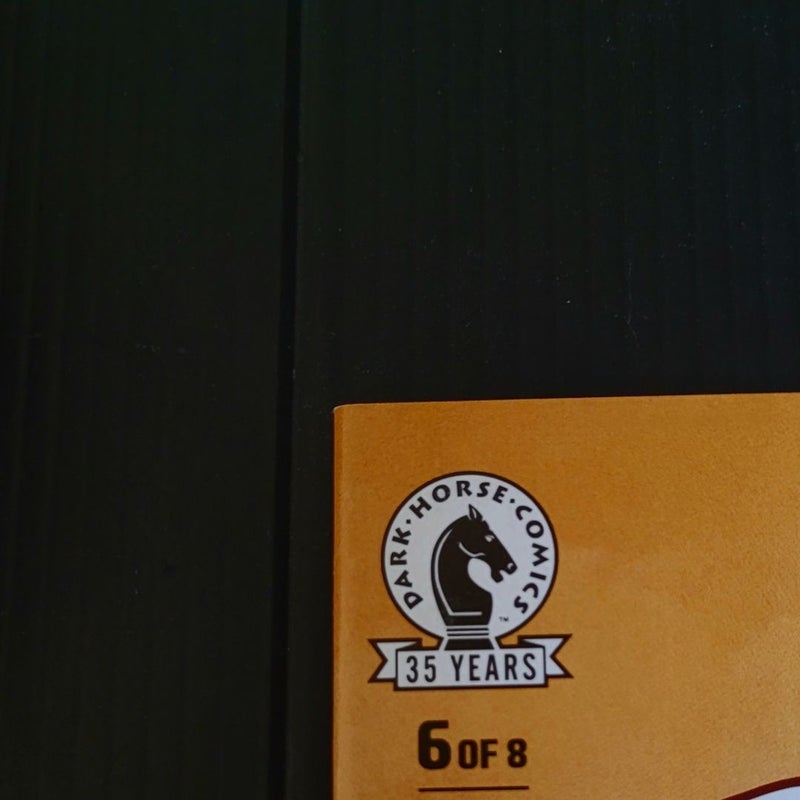 DARK·HORSE·COMICS
TM
35 YEARS
6 OF 8